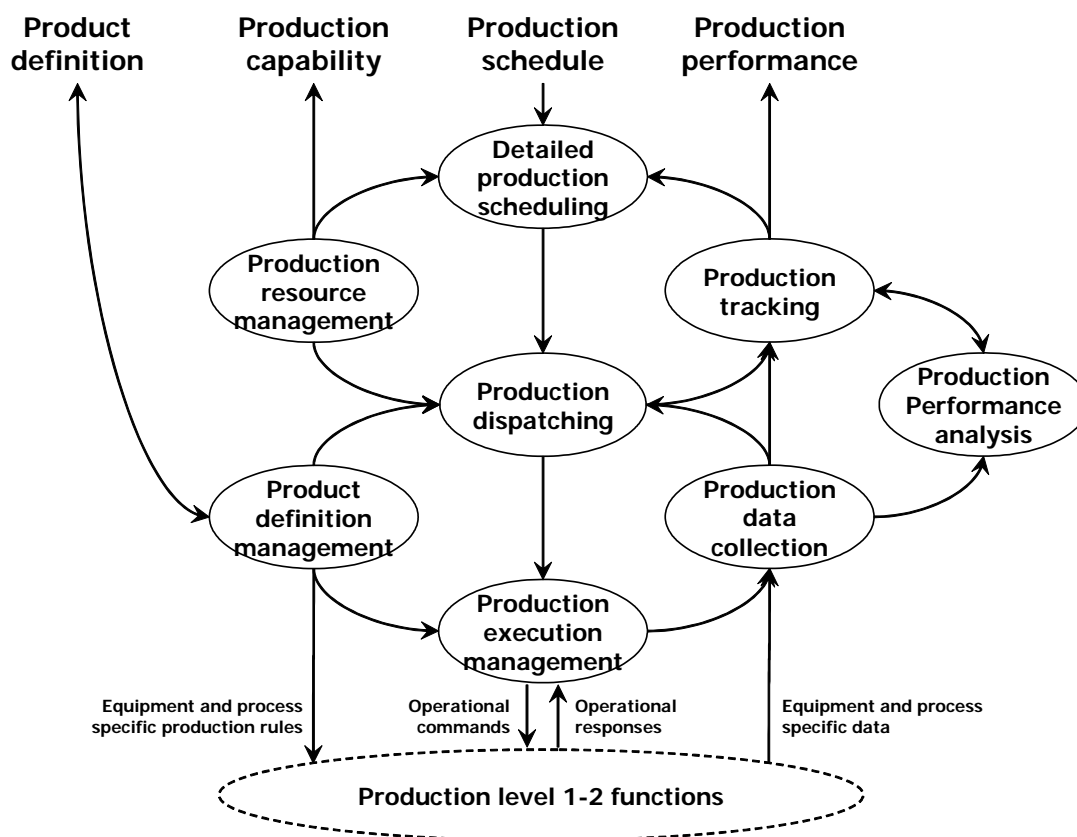 Product
definition
Production
capability
Production
schedule
Production
performance
Detailed
production
scheduling
Production
resource
management
Production
tracking
Production
dispatching
Production
Performance
analysis
Product
definition
management
Production
data
collection
Production
execution
management
Equipment and process
specific production rules
Operational
commands
Operational
responses
Equipment and process
specific data
Production level 1-2 functions